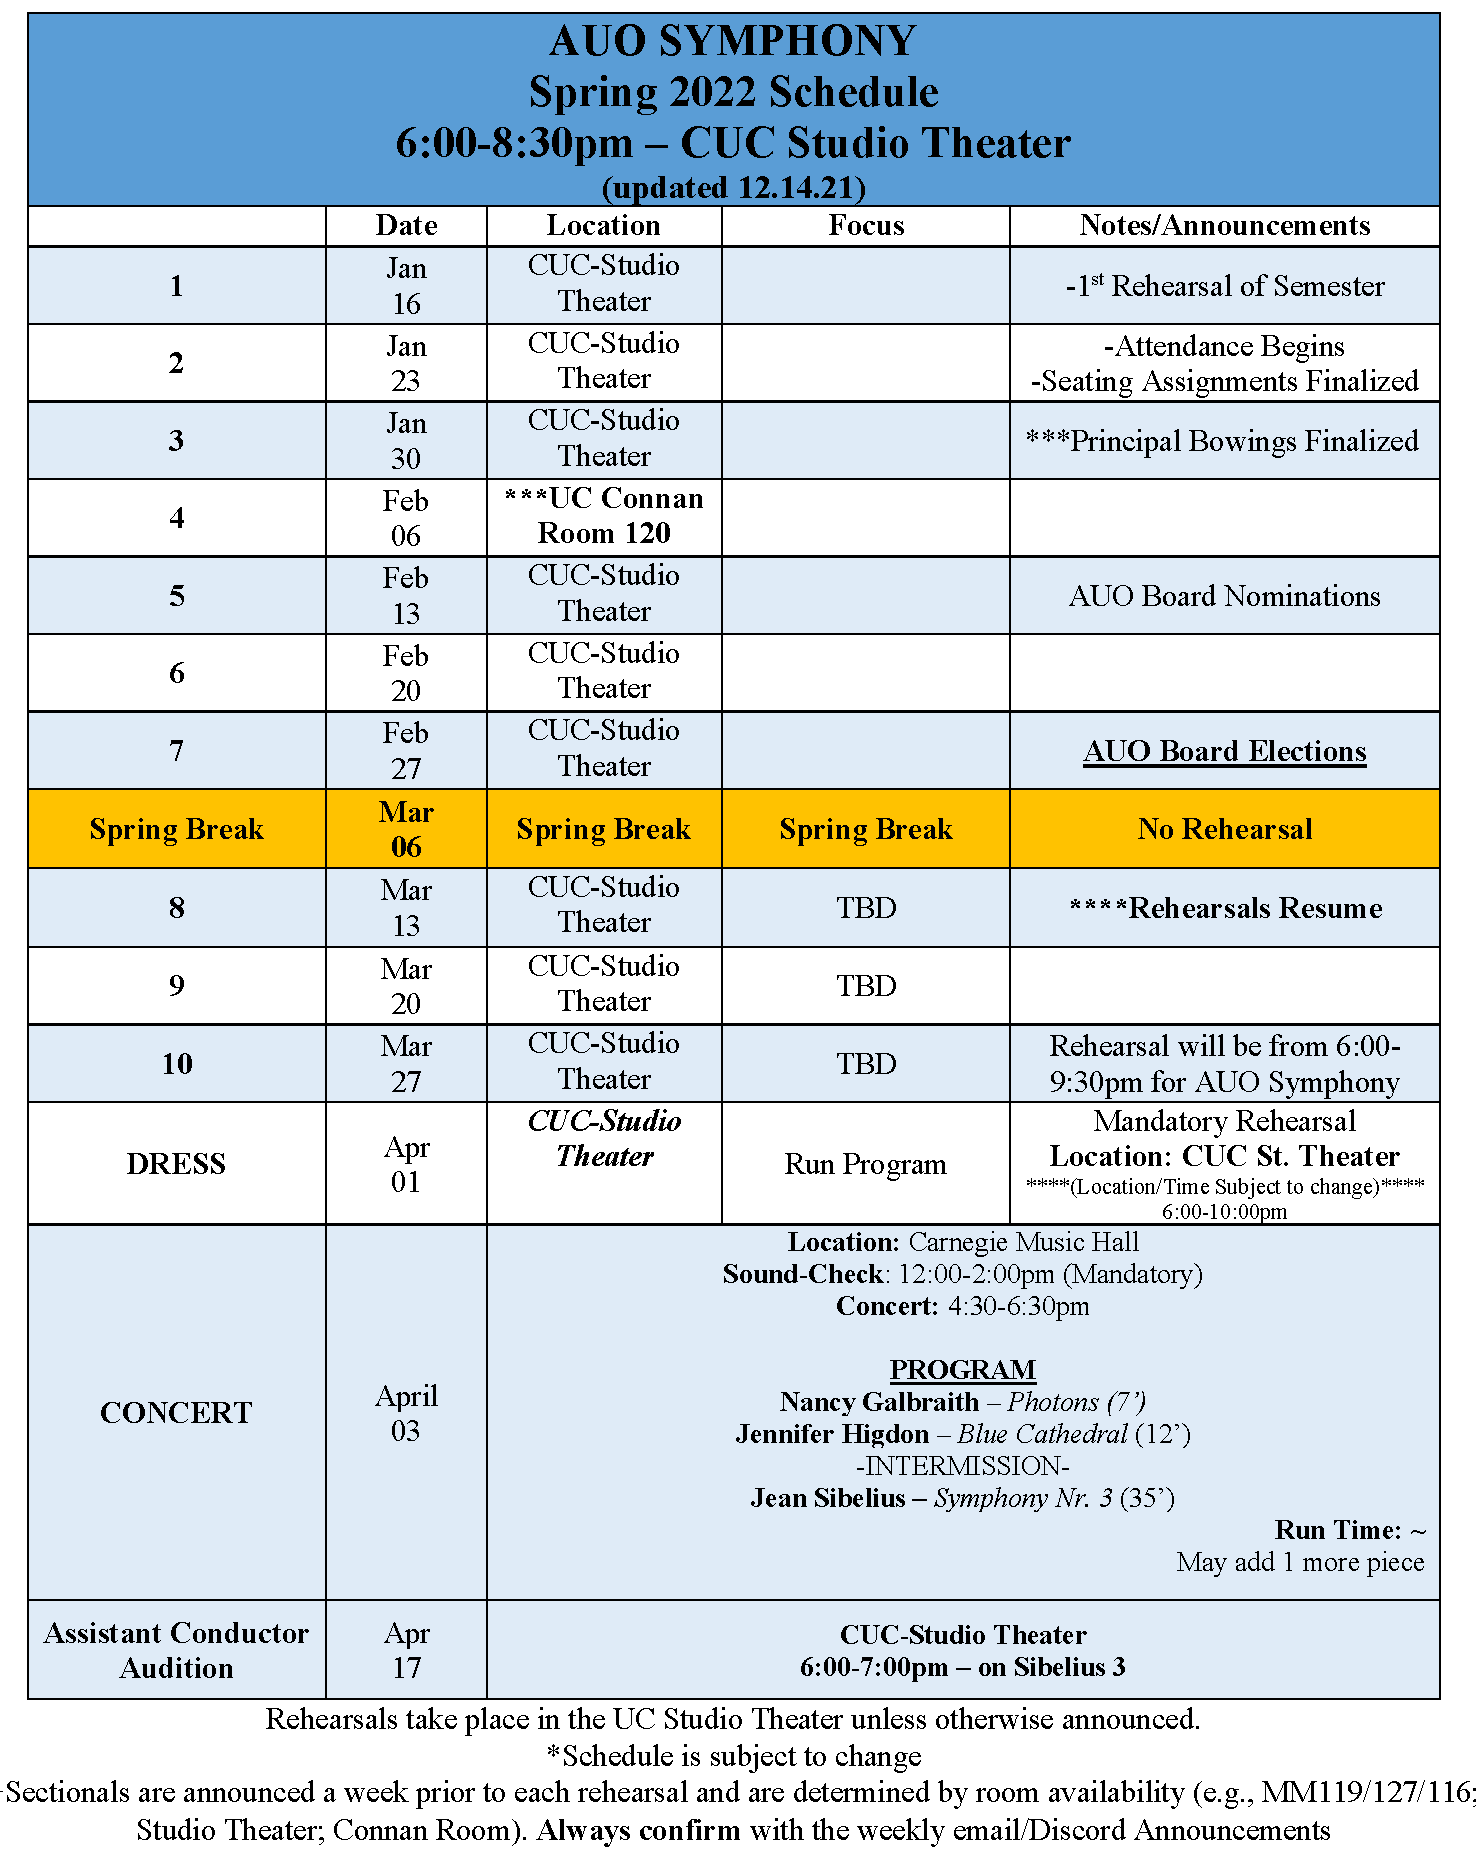 AUO SYMPHONY
Spring 2022 Schedule
6:00-8:30pm – CUC Studio Theater
(updated 12.14.21)
Date Location Focus Notes/Announcements
1 Jan 16 CUC-Studio Theater -1st Rehearsal of Semester
2 Jan 23 CUC-Studio Theater -Attendance Begins
-Seating Assignments Finalized
3 Jan 30 CUC-Studio Theater ***Principal Bowings Finalized
4 Feb 06 ***UC Connan Room 120
5 Feb 13 CUC-Studio Theater AUO Board Nominations
6 Feb 20 CUC-Studio Theater
7 Feb 27 CUC-Studio Theater AUO Board Elections
Spring Break Mar 06 Spring Break Spring Break No Rehearsal
8 Mar 13 CUC-Studio Theater TBD ****Rehearsals Resume
9 Mar 20 CUC-Studio Theater TBD
10 Mar 27 CUC-Studio Theater TBD Rehearsal will be from 6:00-
9:30pm for AUO Symphony
DRESS Apr 01 CUC-Studio Theater Run Program Mandatory Rehearsal
Location: CUC St. Theater
****(Location/Time Subject to change)****
6:00-10:00pm
CONCERT April 03
Location: Carnegie Music Hall
Sound-Check: 12:00-2:00pm (Mandatory)
Concert: 4:30-6:30pm
PROGRAM
Nancy Galbraith – Photons (7’)
Jennifer Higdon – Blue Cathedral (12’)
-INTERMISSION-
Jean Sibelius – Symphony Nr. 3 (35’)
Run Time: ~
May add 1 more piece
Assistant Conductor Audition Apr 17 CUC-Studio Theater
6:00-7:00pm – on Sibelius 3
Rehearsals take place in the UC Studio Theater unless otherwise announced.
*Schedule is subject to change
-Sectionals are announced a week prior to each rehearsal and are determined by room availability (e.g., MM119/127/116;
Studio Theater; Connan Room). Always confirm with the weekly email/Discord Announcements